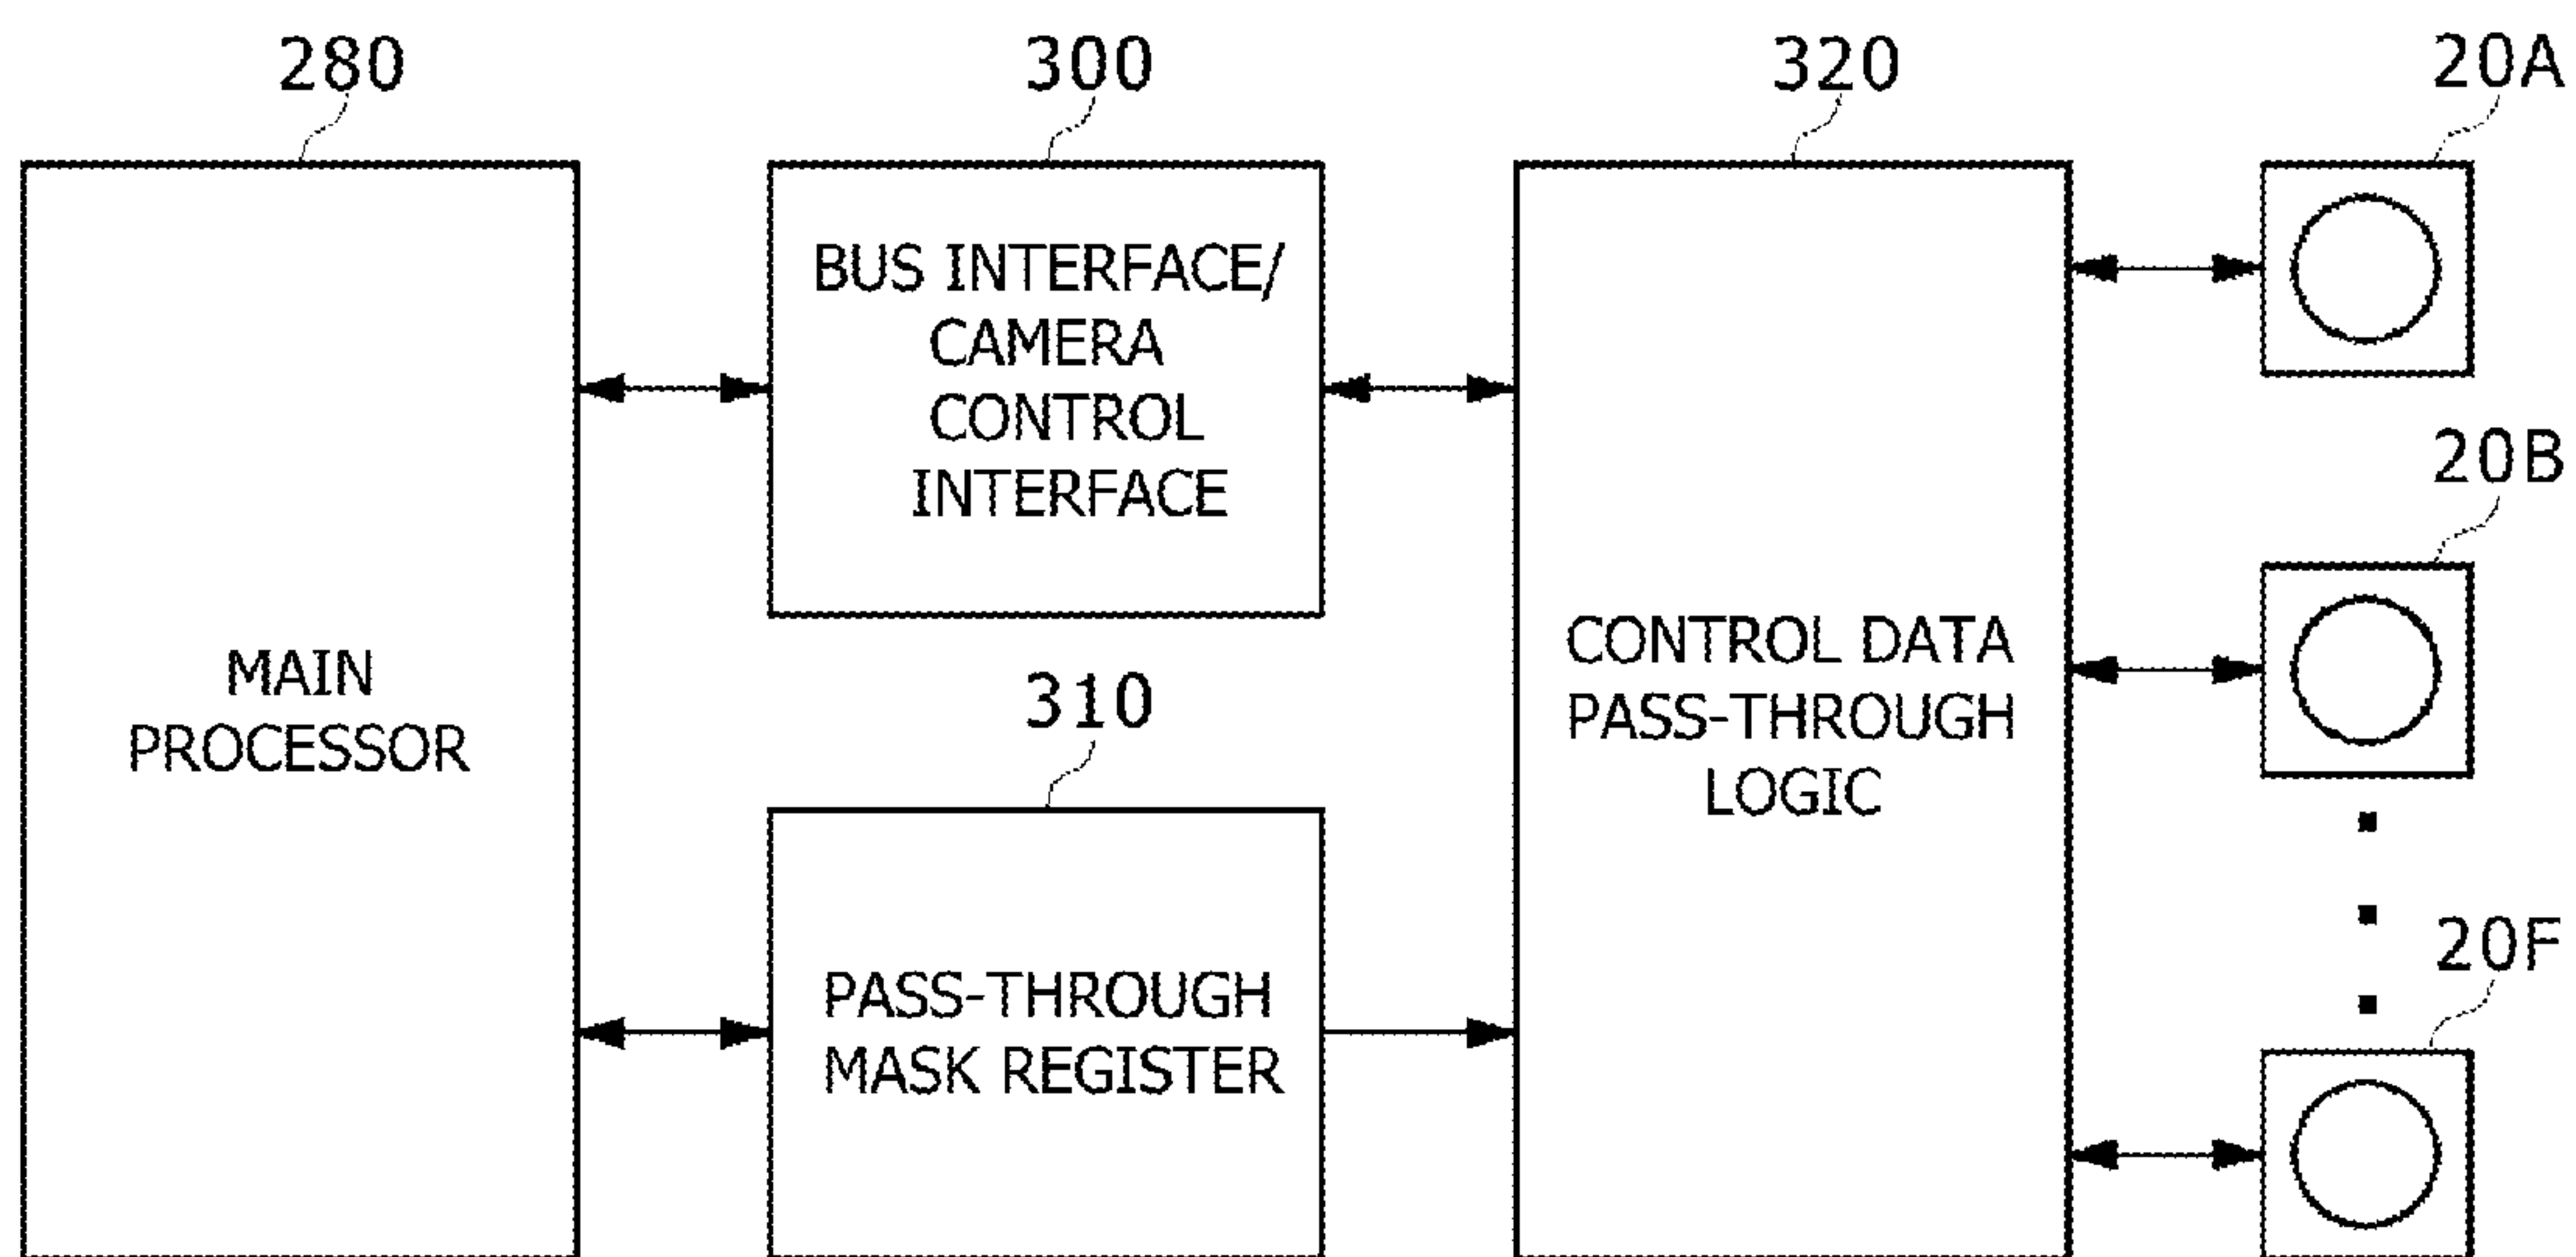 280
300
320
20A
BUS INTERFACE/
CAMERA
CONTROL
INTERFACE
20B
MAIN
PROCESSOR
310
CONTROL DATA
PASS-THROUGH
LOGIC
PASS-THROUGH
MASK REGISTER
20F